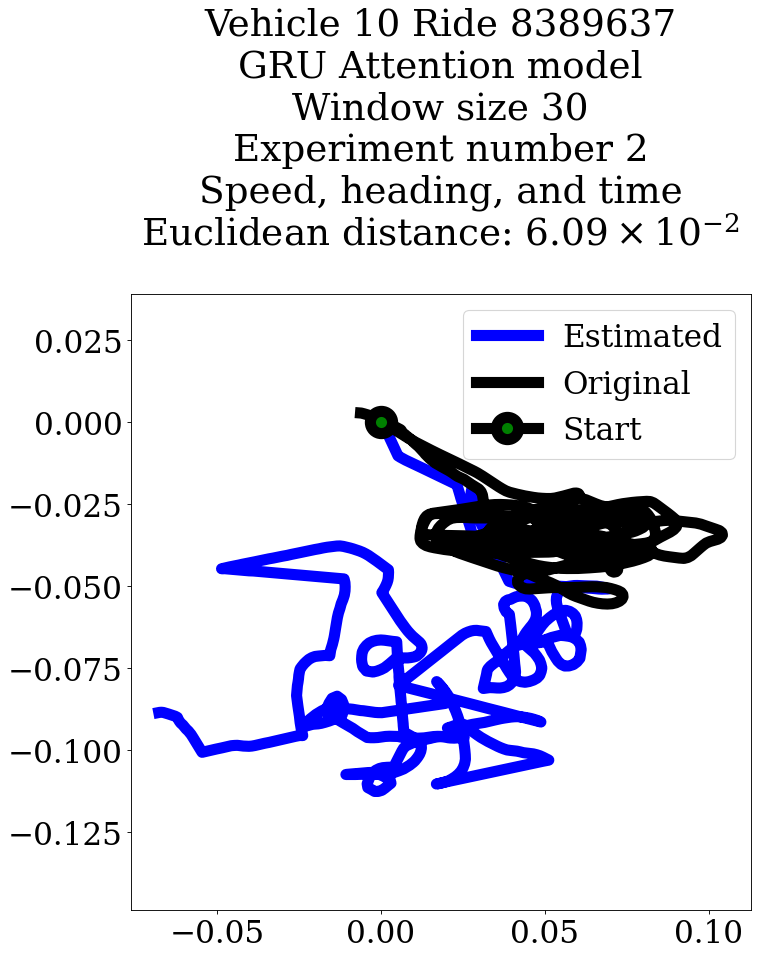 Vehicle 10 Ride 8389637
GRU Attention model
Window size 30
Experiment number 2
Speed, heading, and time
Euclidean distance: 6.09 × 10⁻²
Estimated
Original
Start
0.025
0.000
−0.025
−0.050
−0.075
−0.100
−0.125
−0.05 0.00 0.05 0.10